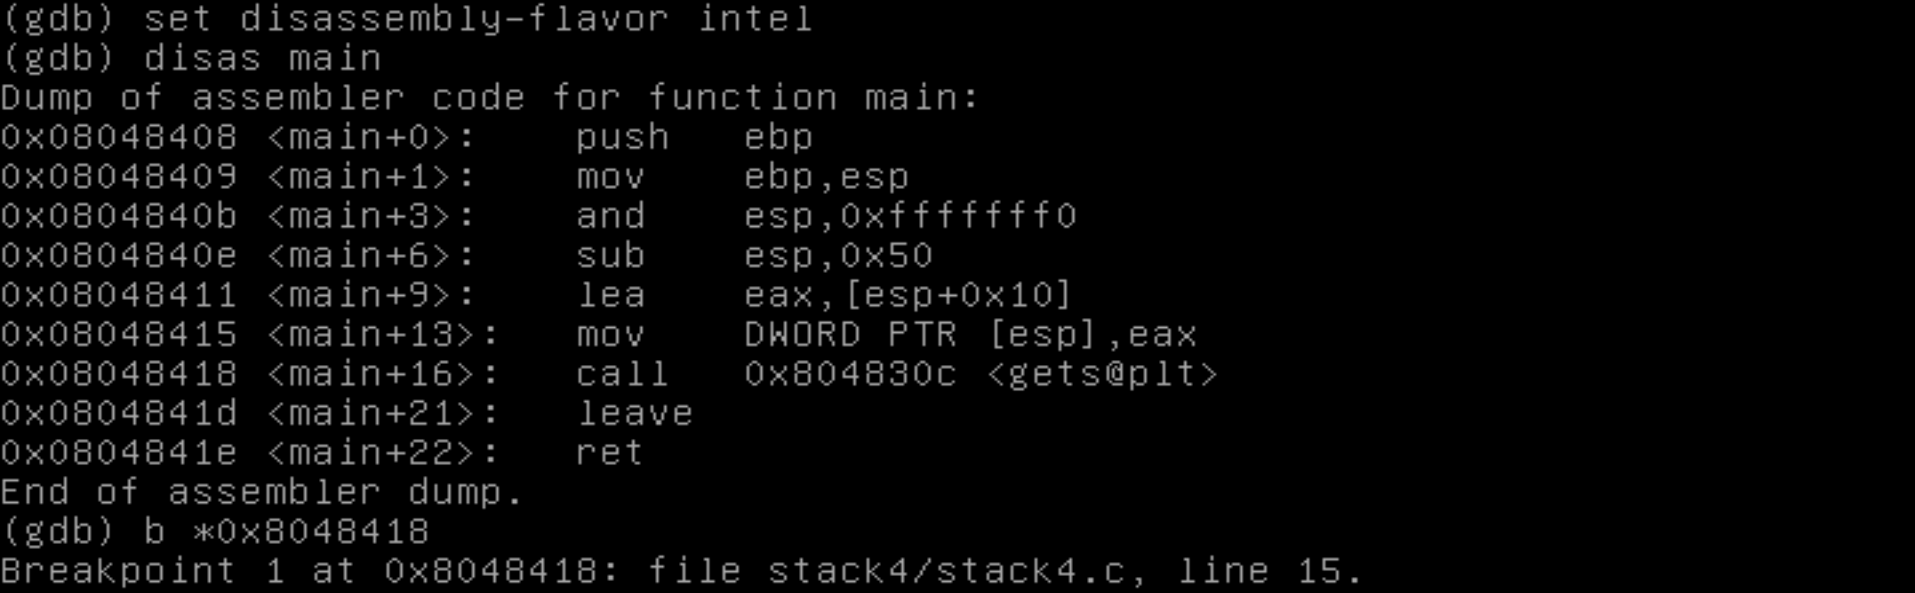 (gdb) set disassembly-flavor intel
(gdb) disas main
Dump of assembler code for function main:
0x08048408 <main+0>:    push   ebp
0x08048409 <main+1>:    mov    ebp,esp
0x0804840b <main+3>:    and    esp,0xfffffff0
0x0804840e <main+6>:    sub    esp,0x50
0x08048411 <main+9>:    lea    eax,[esp+0x10]
0x08048415 <main+13>:   mov    DWORD PTR [esp],eax
0x08048418 <main+16>:   call   0x804830c <gets@plt>
0x0804841d <main+21>:   leave
0x0804841e <main+22>:   ret
End of assembler dump.
(gdb) b *0x8048418
Breakpoint 1 at 0x8048418: file stack4/stack4.c, line 15.